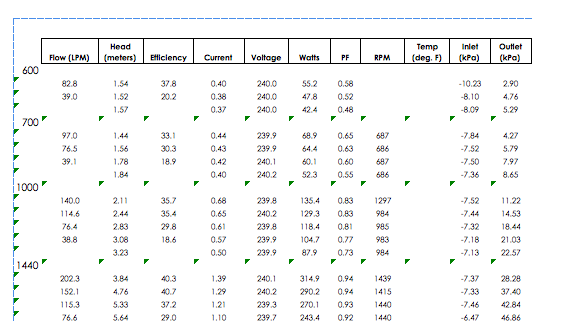 Head Temp Inlet Outlet
Flow (LPM) (meters) Efficiency Current Voltage Watts PF RPM (deg. F) (kPa) (kPa)
600
82.8 1.54 37.8 0.40 240.0 55.2 0.58 -10.23 2.90
39.0 1.52 20.2 0.38 240.0 47.8 0.52 -8.10 4.76
1.57 0.37 240.0 42.4 0.48 -8.09 5.29
700
97.0 1.44 33.1 0.44 239.9 68.9 0.65 687 -7.84 4.27
76.5 1.56 30.3 0.43 239.9 64.4 0.63 686 -7.52 5.79
39.1 1.78 18.9 0.42 240.1 60.1 0.60 687 -7.50 7.97
1.84 0.40 240.2 52.3 0.55 686 -7.36 8.65
1000
140.0 2.11 35.7 0.68 239.8 135.4 0.83 1297 -7.52 11.22
114.6 2.44 35.4 0.65 240.2 129.3 0.83 984 -7.44 14.53
76.4 2.83 29.8 0.61 239.8 118.4 0.81 985 -7.32 18.44
38.8 3.08 18.6 0.57 239.9 104.7 0.77 983 -7.18 21.03
3.23 0.50 239.9 87.9 0.73 984 -7.13 22.57
1440
202.3 3.84 40.3 1.39 240.1 314.9 0.94 1439 -7.37 28.28
152.1 4.76 40.7 1.29 240.2 290.2 0.94 1415 -7.33 37.40
115.3 5.33 37.2 1.21 239.3 270.1 0.93 1440 -7.46 42.84
76.6 5.64 29.0 1.10 239.7 243.4 0.92 1440 -6.47 46.86